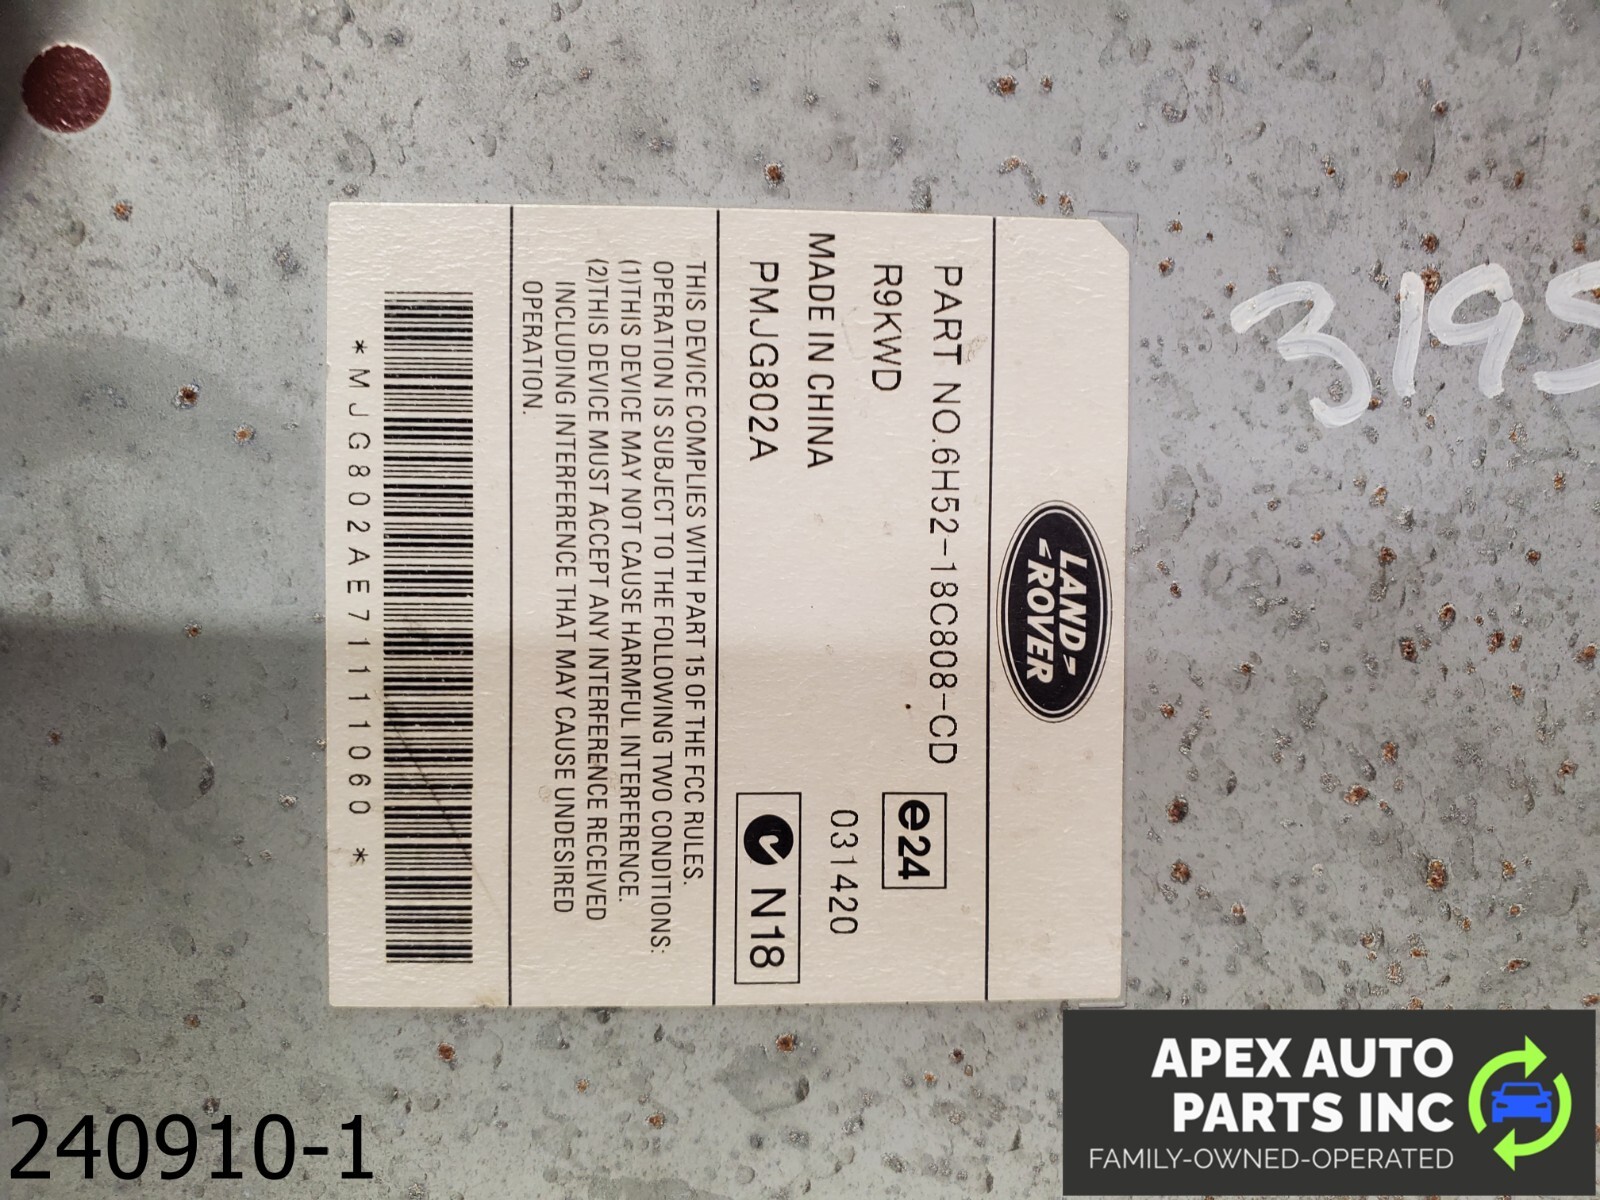 LAND
ROVER
PART NO.6H52-18C808-CD
R9KWD
e24
031420
MADE IN CHINA
PMJG802A
N18
THIS DEVICE COMPLIES WITH PART 15 OF THE FCC RULES.
OPERATION IS SUBJECT TO THE FOLLOWING TWO CONDITIONS:
(1)THIS DEVICE MAY NOT CAUSE HARMFUL INTERFERENCE.
(2)THIS DEVICE MUST ACCEPT ANY INTERFERENCE RECEIVED
INCLUDING INTERFERENCE THAT MAY CAUSE UNDESIRED
OPERATION.
*MJG802AE71111060*
3195
APEX AUTO
PARTS INC
FAMILY-OWNED-OPERATED
240910-1